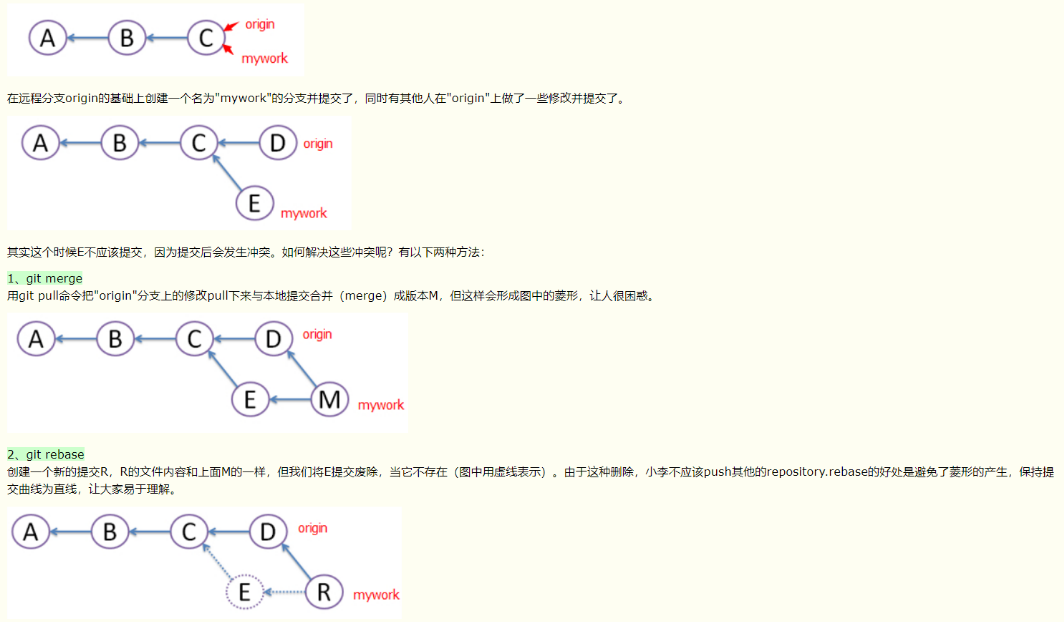 A B C origin
mywork
在远程分支origin的基础上创建一个名为"mywork"的分支并提交了，同时有其他人在"origin"上做了一些修改并提交了。
A B C D origin
E mywork
其实这个时候E不应该提交，因为提交后会发生冲突。如何解决这些冲突呢？有以下两种方法：
1、git merge
用git pull命令把"origin"分支上的修改pull下来与本地提交合并（merge）成版本M，但这样会形成图中的菱形，让人很困惑。
A B C D origin
E M mywork
2、git rebase
创建一个新的提交R，R的文件内容和上面M的一样，但我们将E提交废除，当它不存在（图中用虚线表示）。由于这种删除，小李不应该push其他的repository.rebase的好处是避免了菱形的产生，保持提
交曲线为直线，让大家易于理解。
A B C D origin
E R mywork